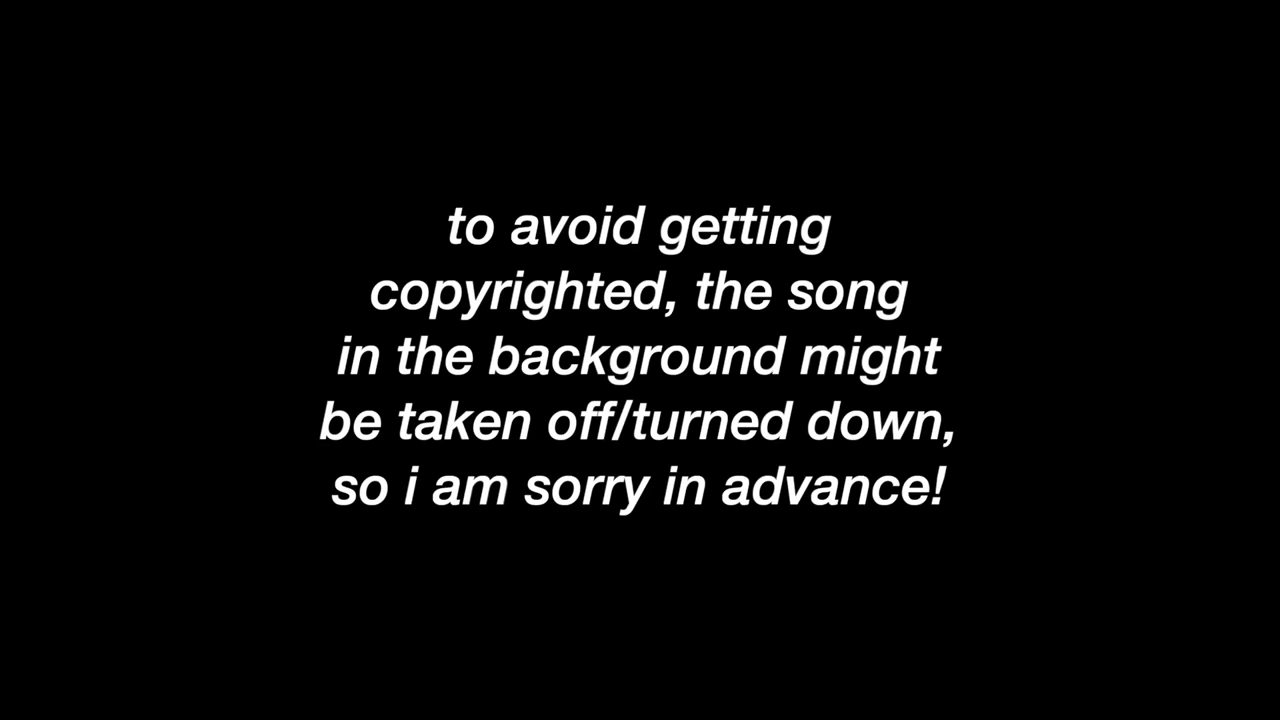 to avoid getting
copyrighted, the song
in the background might
be taken off/turned down,
so i am sorry in advance!